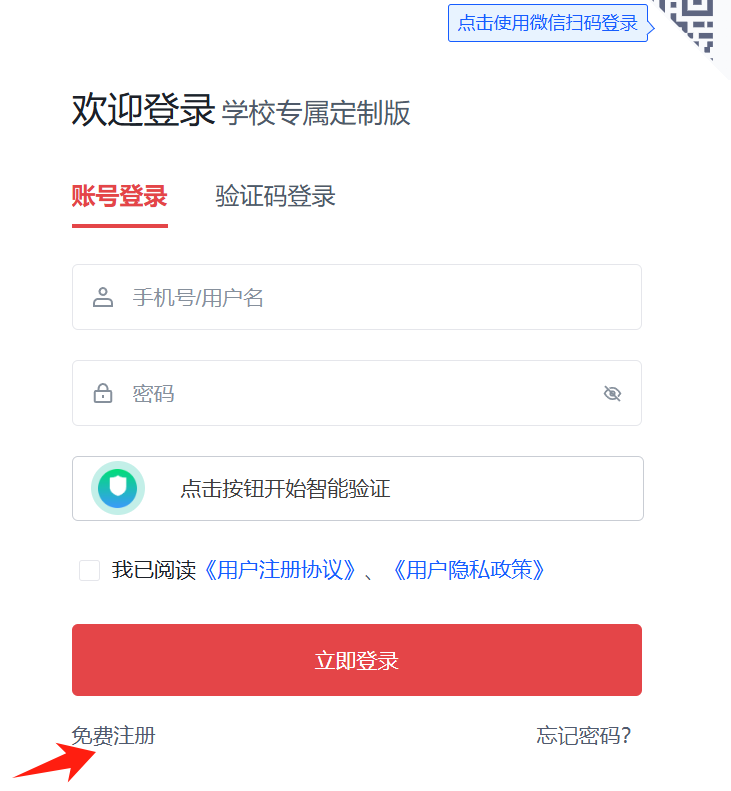 点击使用微信扫码登录
欢迎登录 学校专属定制版
账号登录 验证码登录
手机号/用户名
密码
点击按钮开始智能验证
我已阅读《用户注册协议》、《用户隐私政策》
立即登录
免费注册 忘记密码?